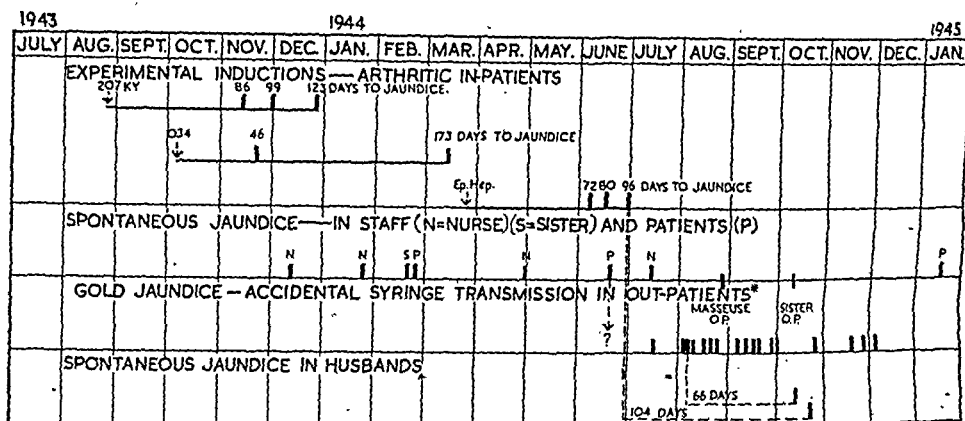 1943 1944 1945
JULY AUG. SEPT. OCT. NOV. DEC. JAN. FEB. MAR. APR. MAY. JUNE JULY AUG. SEPT. OCT. NOV. DEC. JAN.
EXPERIMENTAL INDUCTIONS — ARTHRITIC IN-PATIENTS
207 KY 86 99 123 DAYS TO JAUNDICE.
034 46 173 DAYS TO JAUNDICE
Ep. Hep. 72 80 96 DAYS TO JAUNDICE
SPONTANEOUS JAUNDICE — IN STAFF (N=NURSE)(S=SISTER) AND PATIENTS (P)
N N S P N P N P
GOLD JAUNDICE — ACCIDENTAL SYRINGE TRANSMISSION IN OUT-PATIENTS*
MASSEUSE SISTER
O.P. O.P.
?
SPONTANEOUS JAUNDICE IN HUSBANDS
66 DAYS
104 DAYS